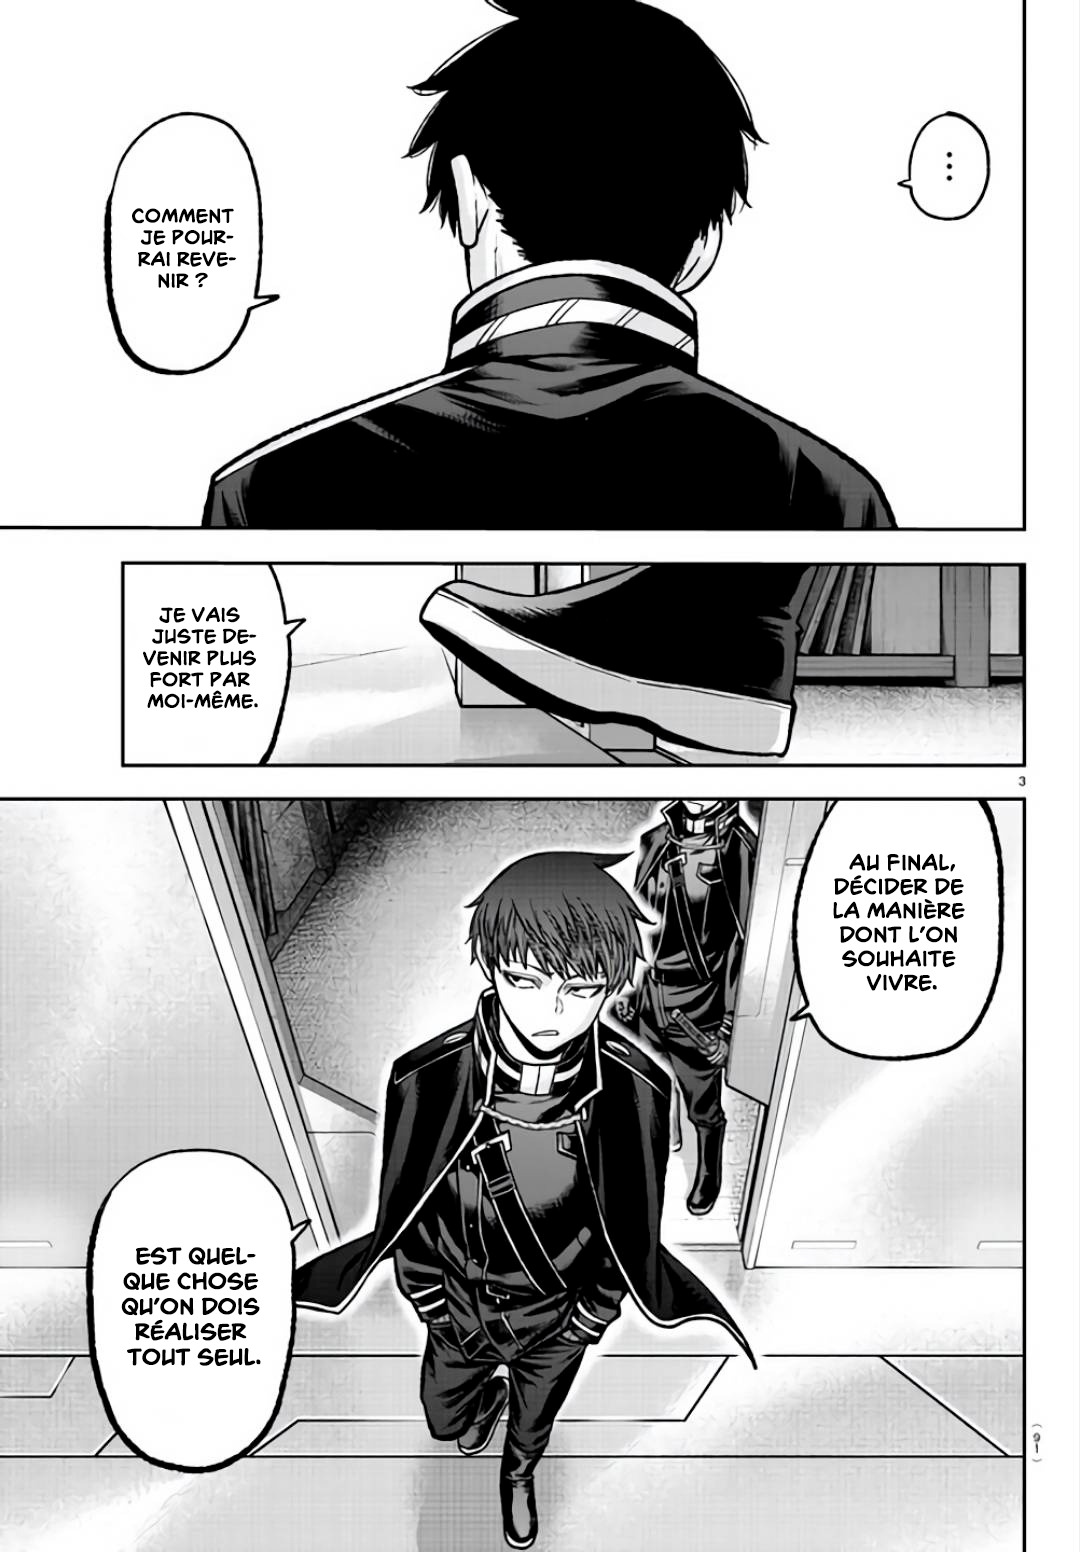 ...
COMMENT
JE POUR-
RAI REVE-
NIR ?
JE VAIS
JUSTE DE-
VENIR PLUS
FORT PAR
MOI-MÊME.
3
AU FINAL,
DÉCIDER DE
LA MANIÈRE
DONT L'ON
SOUHAITE
VIVRE.
EST QUEL-
QUE CHOSE
QU'ON DOIS
RÉALISER
TOUT SEUL.
(91)